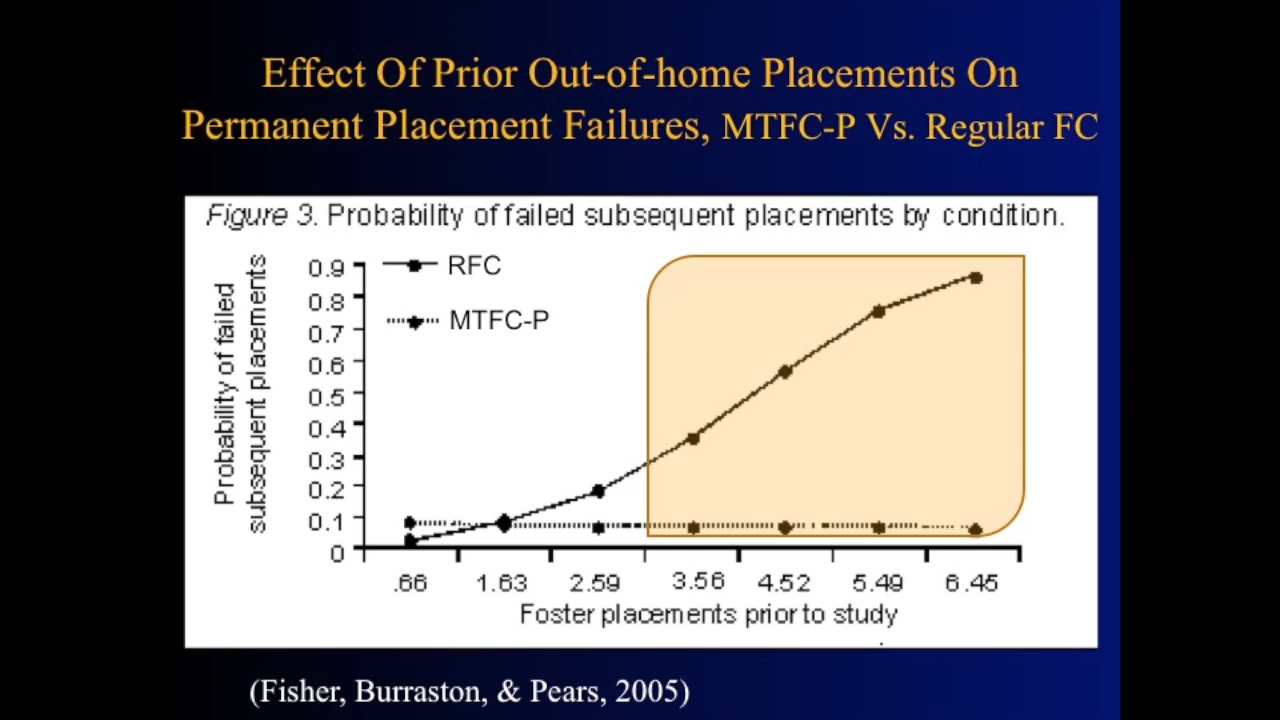 Effect Of Prior Out-of-home Placements On
Permanent Placement Failures, MTFC-P Vs. Regular FC
Figure 3. Probability of failed subsequent placements by condition.
Probability of failed
subsequent placements
0.9
0.8
0.7
0.6
0.5
0.4
0.3
0.2
0.1
0
RFC
MTFC-P
.66 1.63 2.59 3.56 4.52 5.49 6.45
Foster placements prior to study
(Fisher, Burraston, & Pears, 2005)